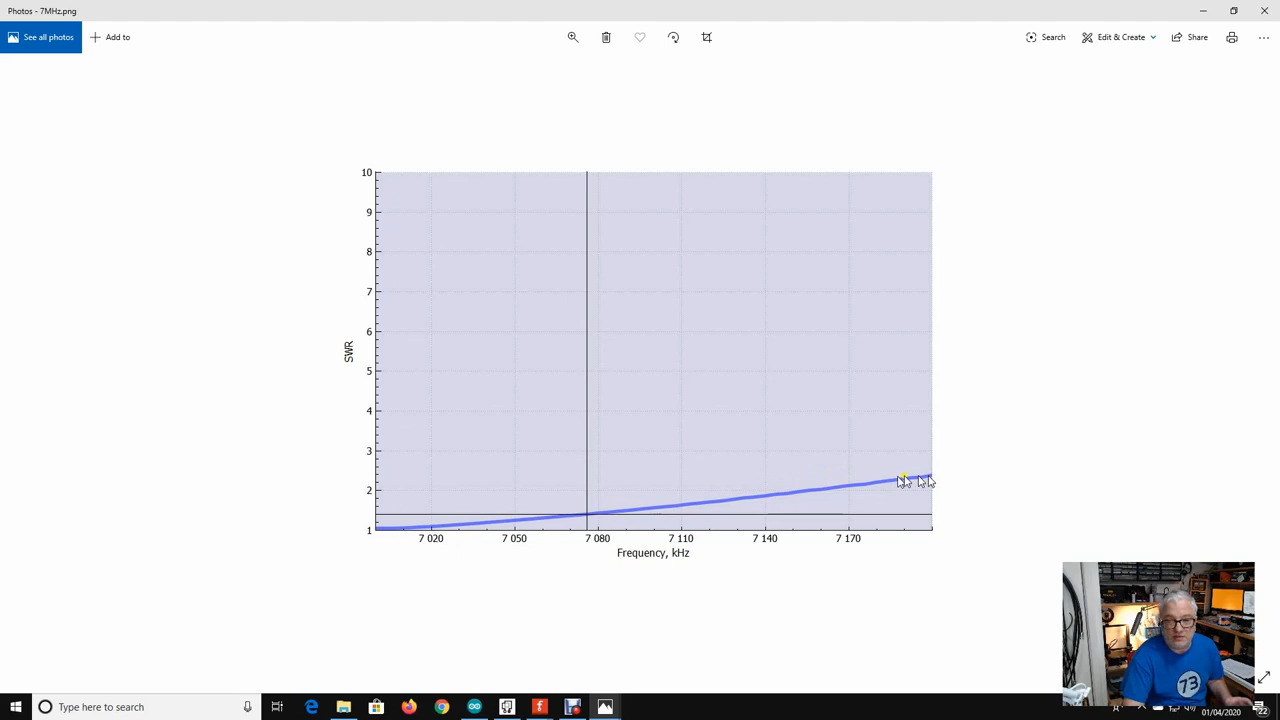 Photos - 7MHz.png
See all photos
Add to
Search
Edit & Create
Share
10
9
8
7
6
5
4
3
2
1
SWR
7 020 7 050 7 080 7 110 7 140 7 170
Frequency, kHz
73
Type here to search
01/04/2020
22